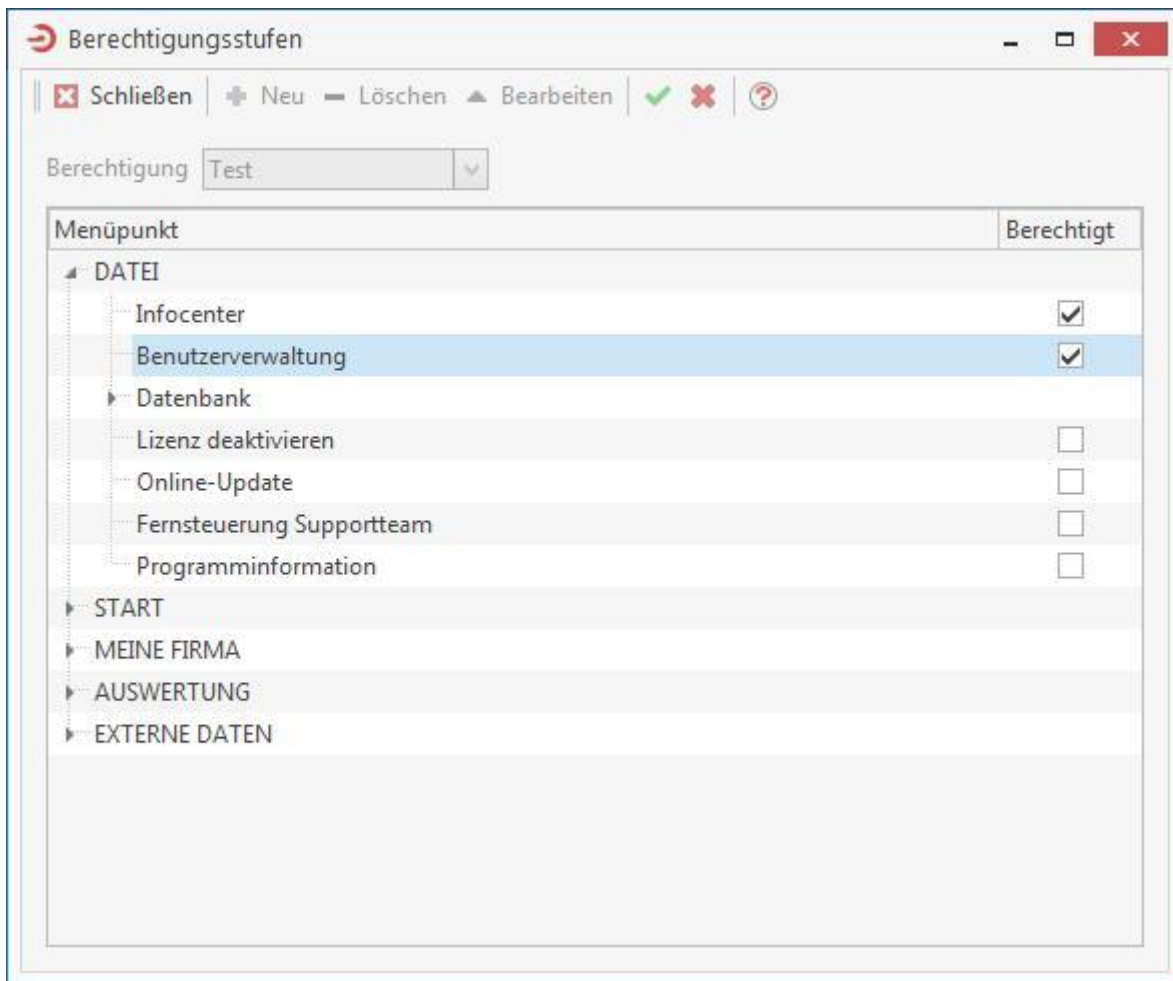 Berechtigungsstufen
Schließen Neu Löschen Bearbeiten
Berechtigung Test
Menüpunkt Berechtigt
DATEI
Infocenter
Benutzerverwaltung
Datenbank
Lizenz deaktivieren
Online-Update
Fernsteuerung Supportteam
Programminformation
START
MEINE FIRMA
AUSWERTUNG
EXTERNE DATEN